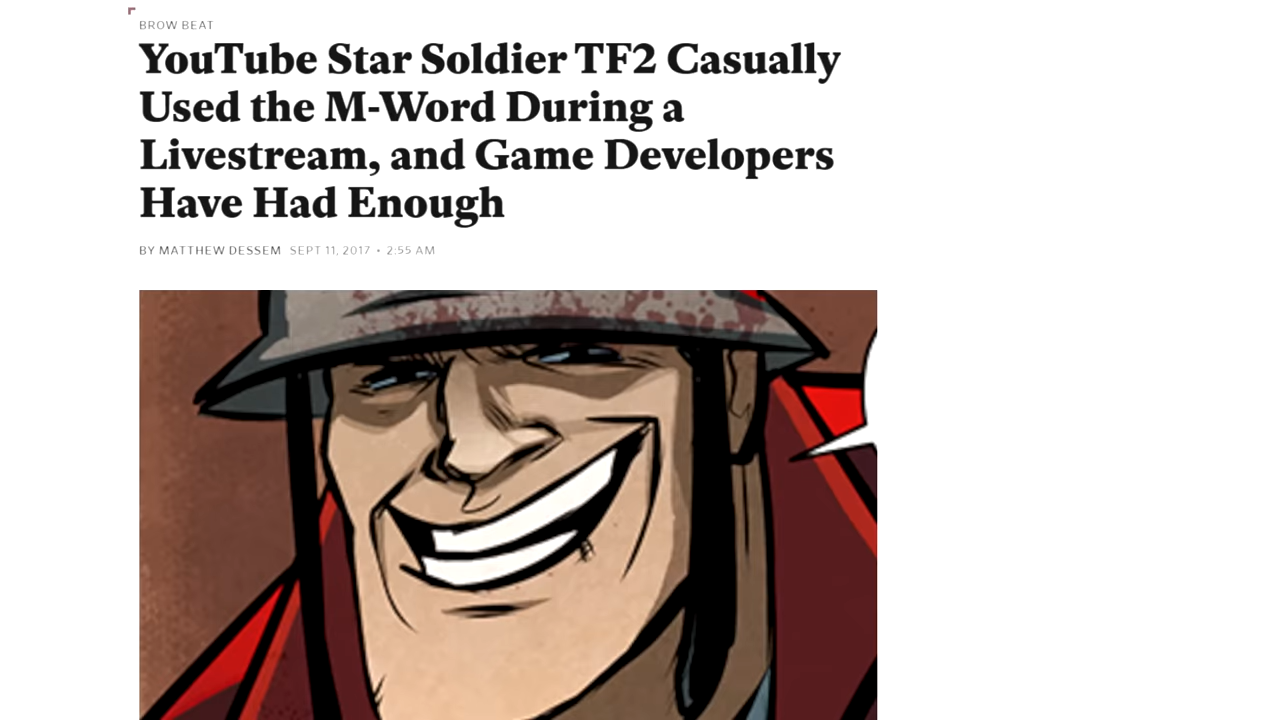 BROW BEAT
YouTube Star Soldier TF2 Casually
Used the M-Word During a
Livestream, and Game Developers
Have Had Enough
BY MATTHEW DESSEM SEPT 11, 2017 • 2:55 AM